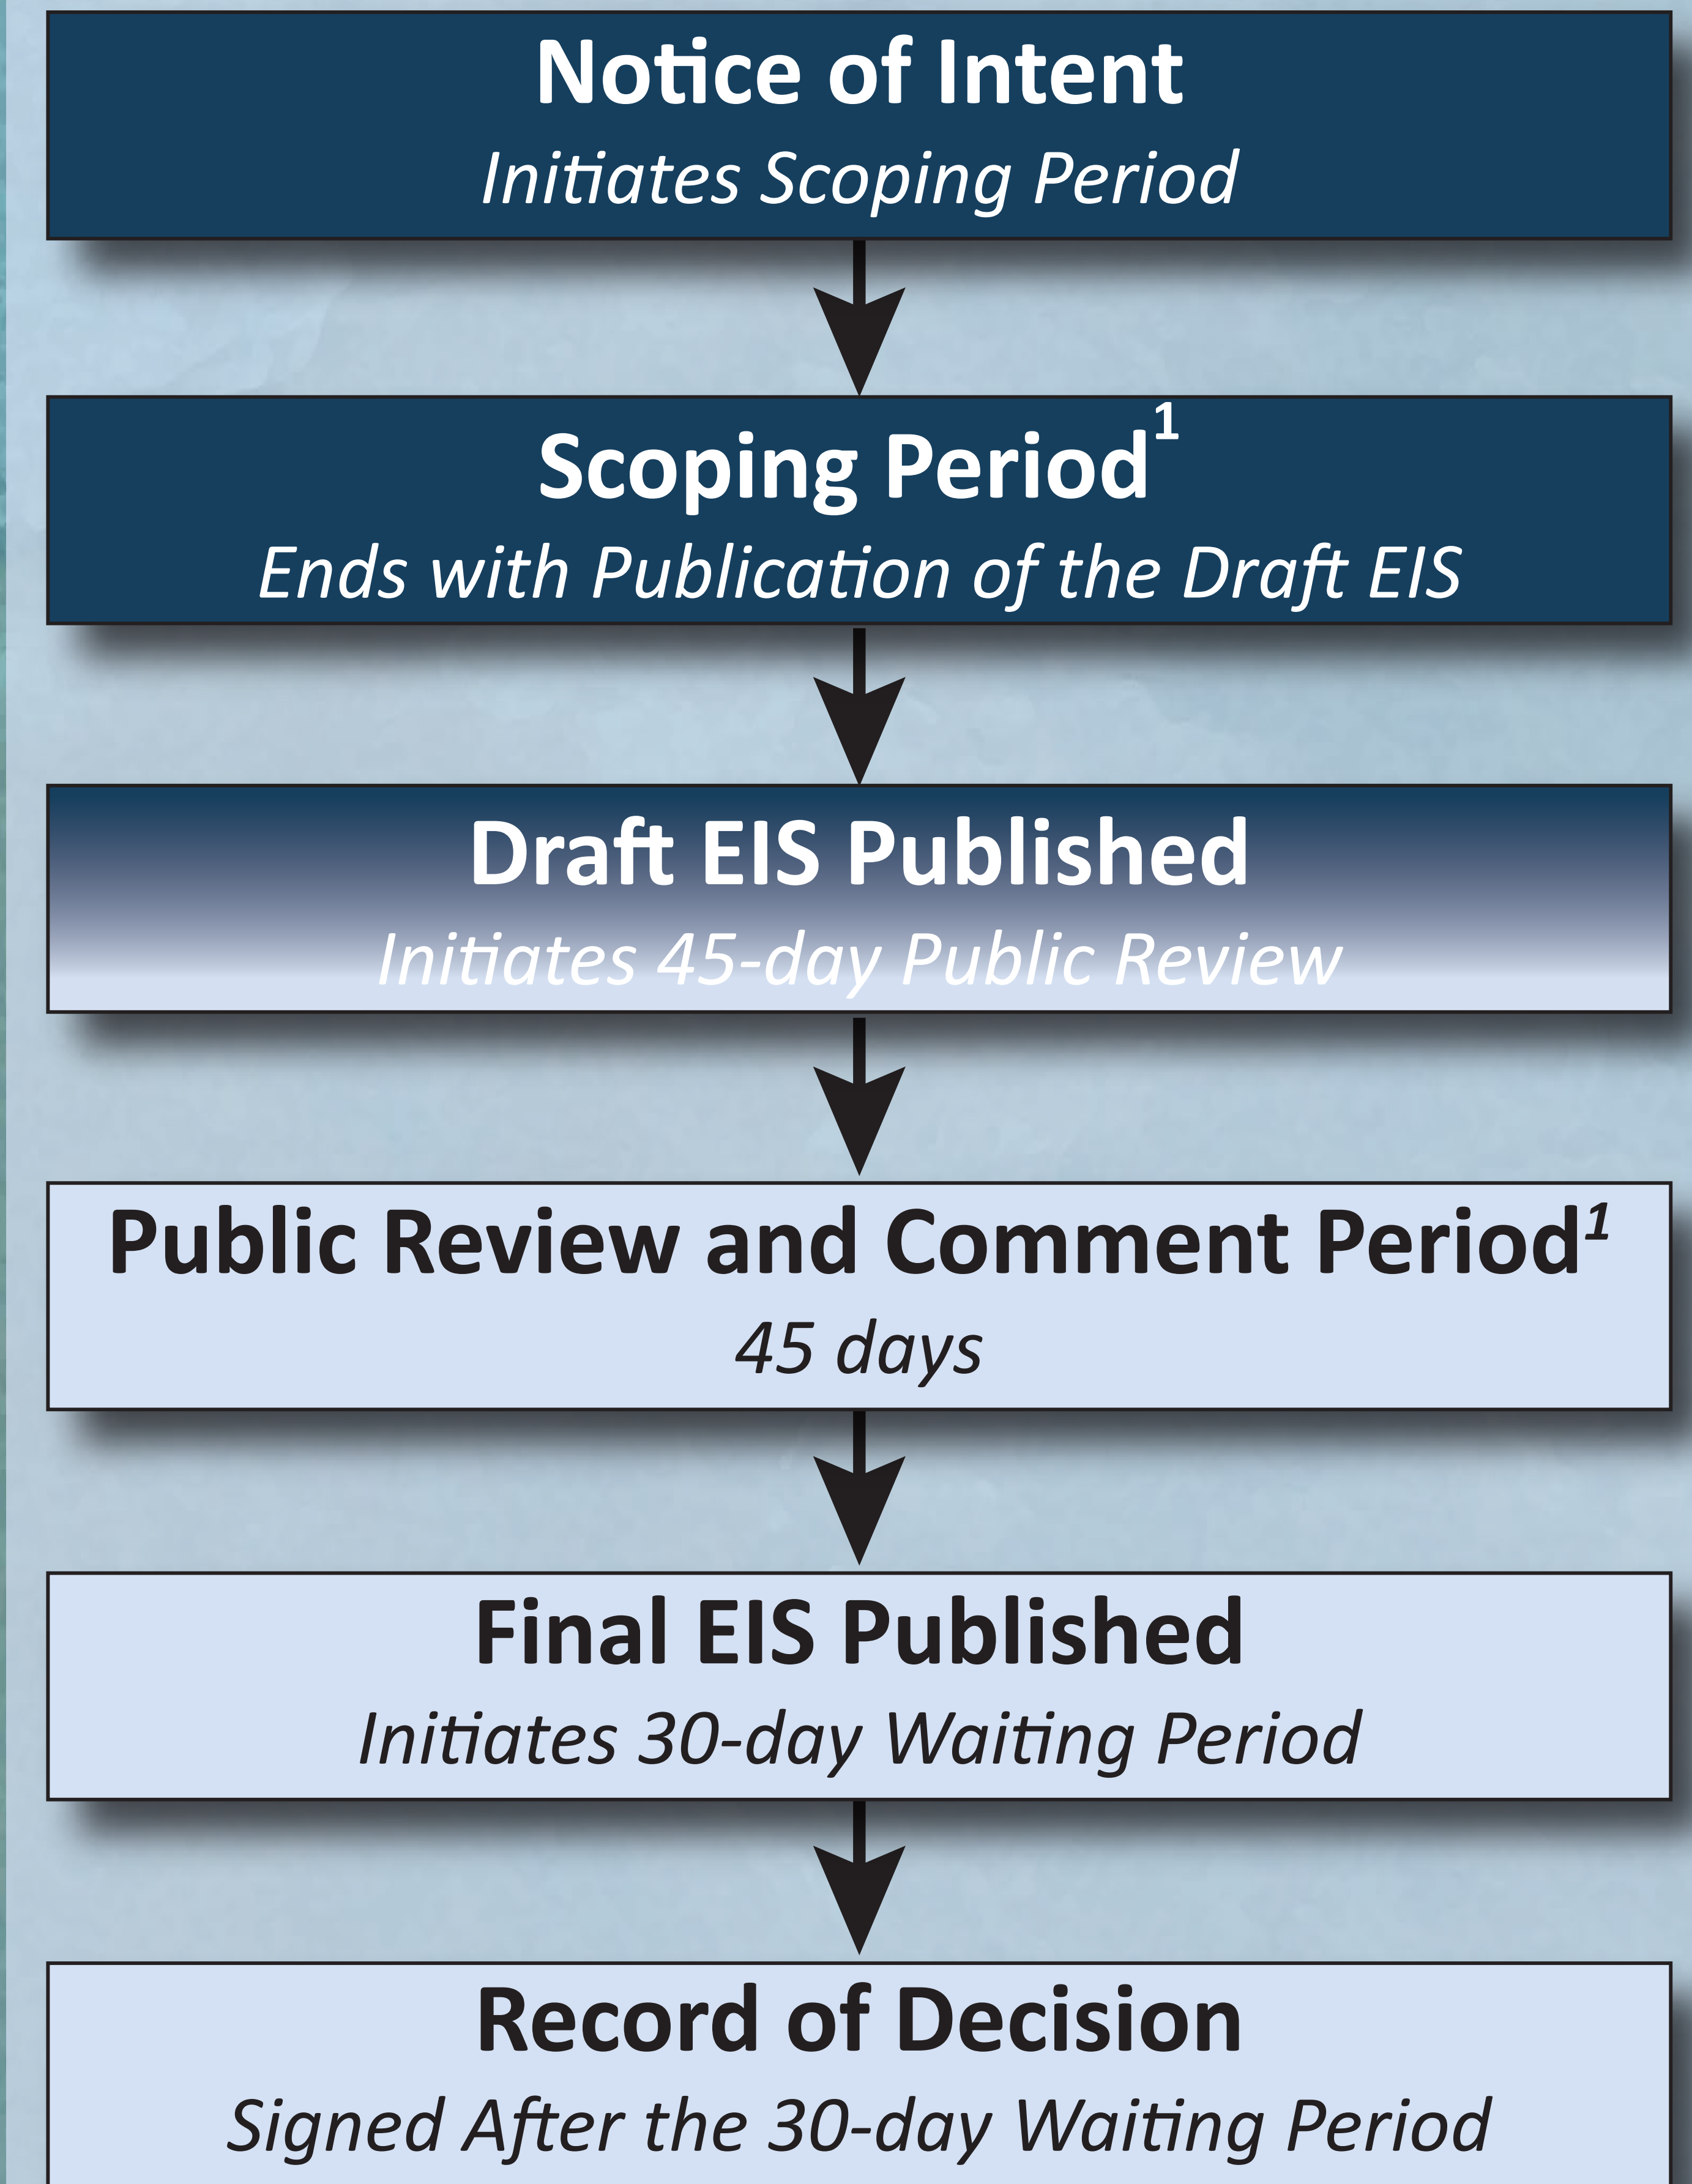 Notice of Intent
Initiates Scoping Period
Scoping Period¹
Ends with Publication of the Draft EIS
Draft EIS Published
Initiates 45-day Public Review
Public Review and Comment Period¹
45 days
Final EIS Published
Initiates 30-day Waiting Period
Record of Decision
Signed After the 30-day Waiting Period